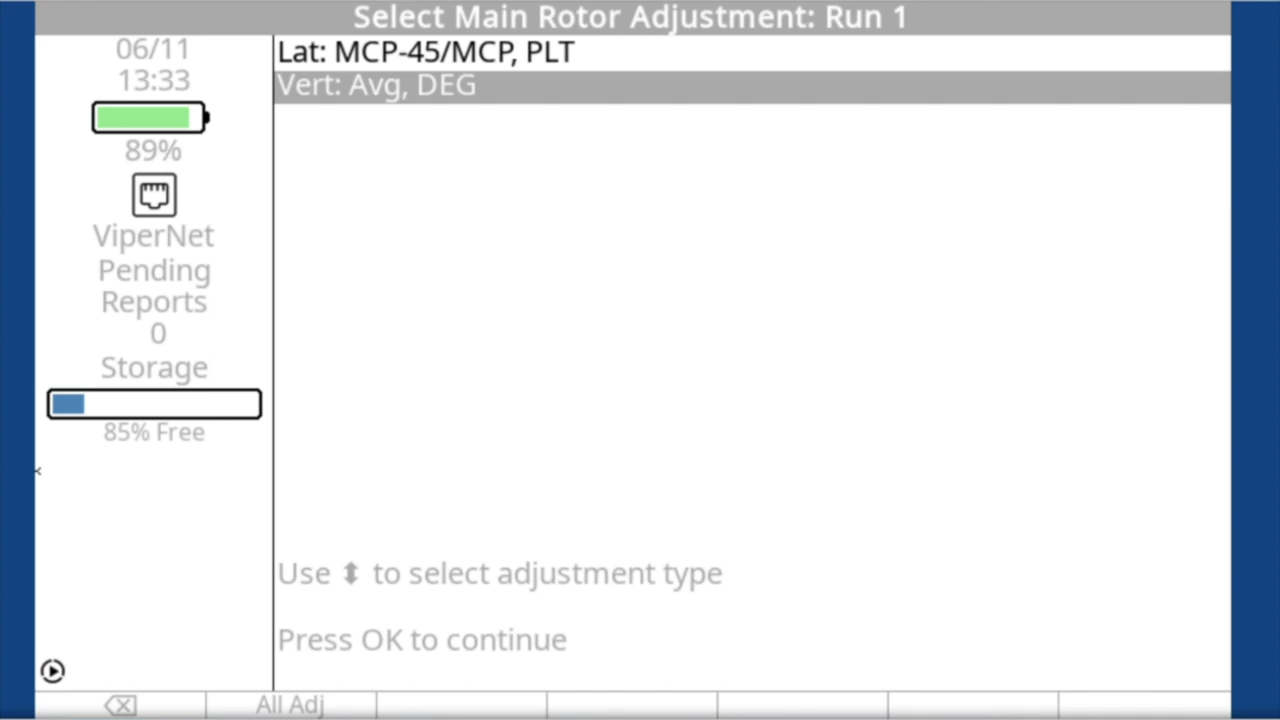 Select Main Rotor Adjustment: Run 1
06/11
13:33
89%
ViperNet
Pending
Reports
0
Storage
85% Free
Lat: MCP-45/MCP, PLT
Vert: Avg, DEG
Use ⬍ to select adjustment type
Press OK to continue
All Adj